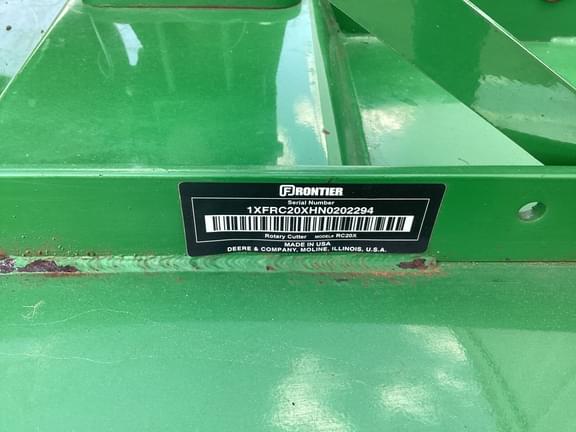 FRONTIER
Serial Number
1XFRC20XHN0202294
Rotary Cutter MODEL# RC20X
MADE IN USA
DEERE & COMPANY, MOLINE, ILLINOIS, U.S.A.